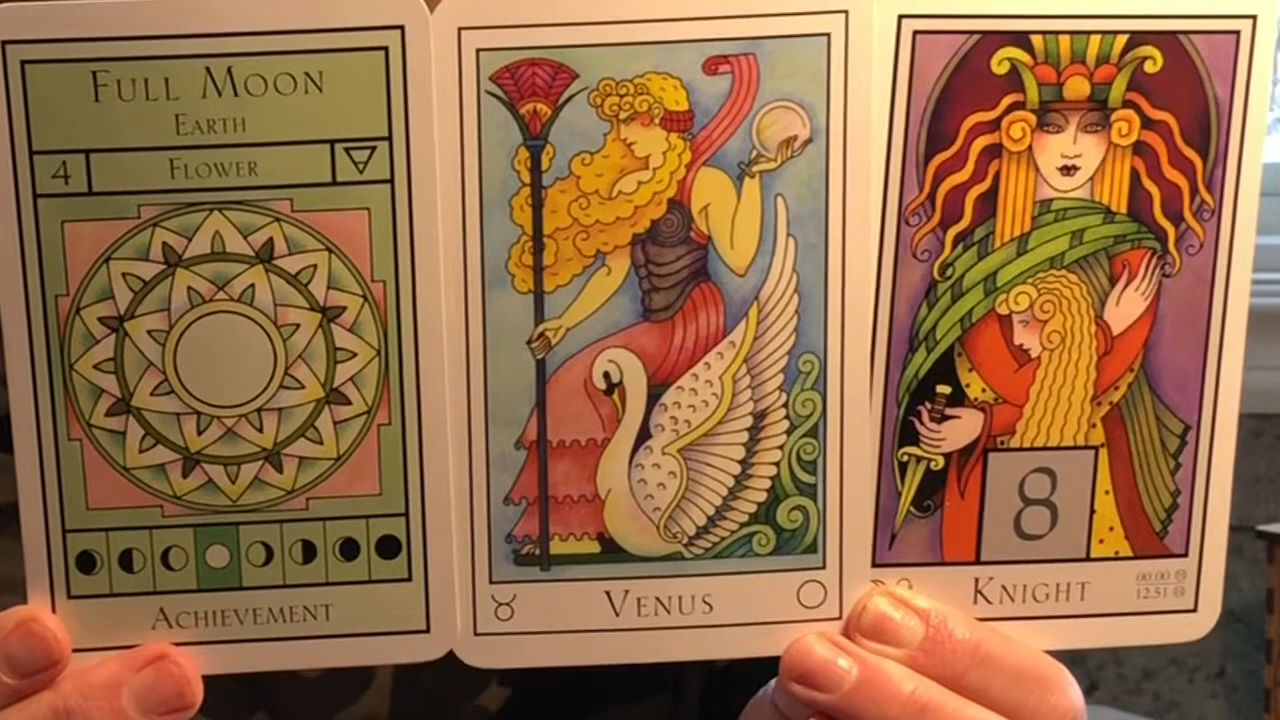 FULL MOON
EARTH
4
FLOWER
ACHIEVEMENT
VENUS
8
KNIGHT
00.00
12.51